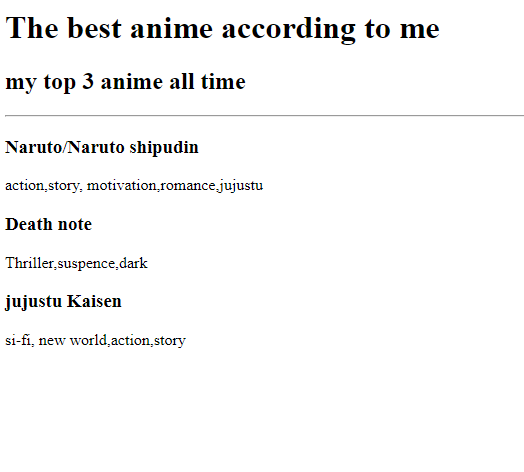 The best anime according to me
my top 3 anime all time
Naruto/Naruto shipudin
action,story, motivation,romance,jujustu
Death note
Thriller,suspence,dark
jujustu Kaisen
si-fi, new world,action,story